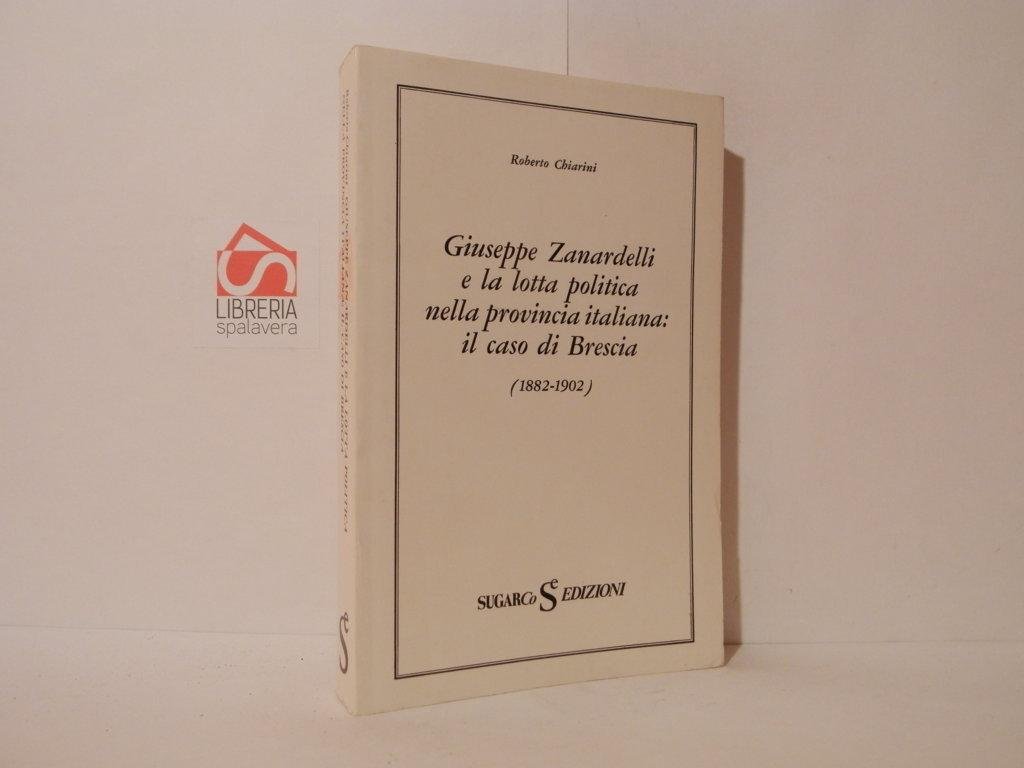 Roberto Chiarini
Giuseppe Zanardelli
e la lotta politica
nella provincia italiana:
il caso di Brescia
(1882-1902)
SUGARCo Se EDIZIONI
LIBRERIA
spalavera